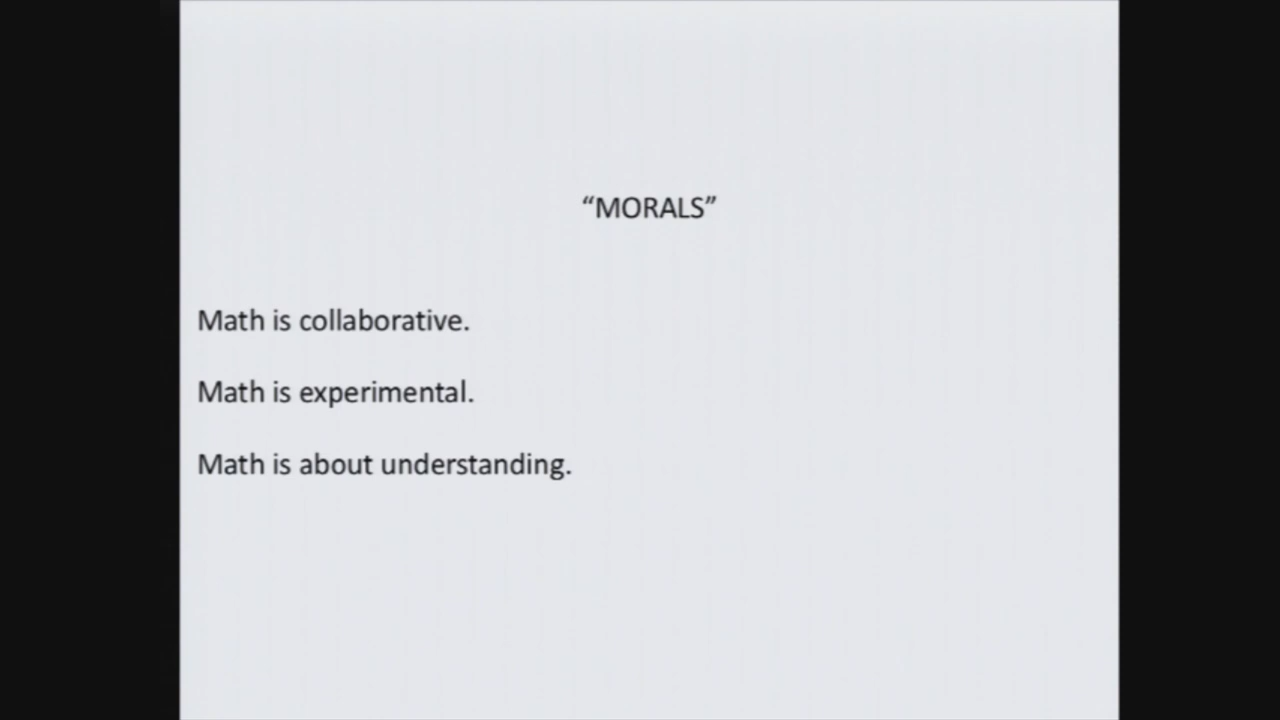 “MORALS”
Math is collaborative.
Math is experimental.
Math is about understanding.